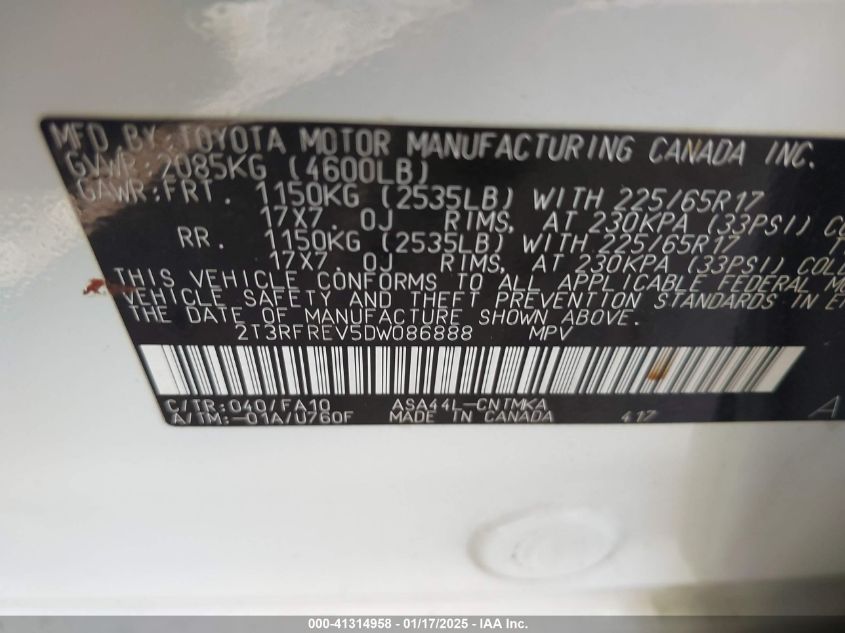 MFD BY: TOYOTA MOTOR MANUFACTURING CANADA INC.
GVWR: 2085KG (4600LB)
GAWR: FRT. 1150KG (2535LB) WITH 225/65R17
17X7.0J RIMS, AT 230KPA (33PSI)
RR. 1150KG (2535LB) WITH 225/65R17
17X7.0J RIMS, AT 230KPA (33PSI) COLD
THIS VEHICLE CONFORMS TO ALL APPLICABLE FEDERAL
VEHICLE SAFETY AND THEFT PREVENTION STANDARDS IN
THE DATE OF MANUFACTURE SHOWN ABOVE.
2T3RFREV5DW086888 MPV
C/TR: 040/FA10 ASA44L-CNTMKA
A/TM: -01A/U760F MADE IN CANADA 417 A
000-41314958 - 01/17/2025 - IAA Inc.